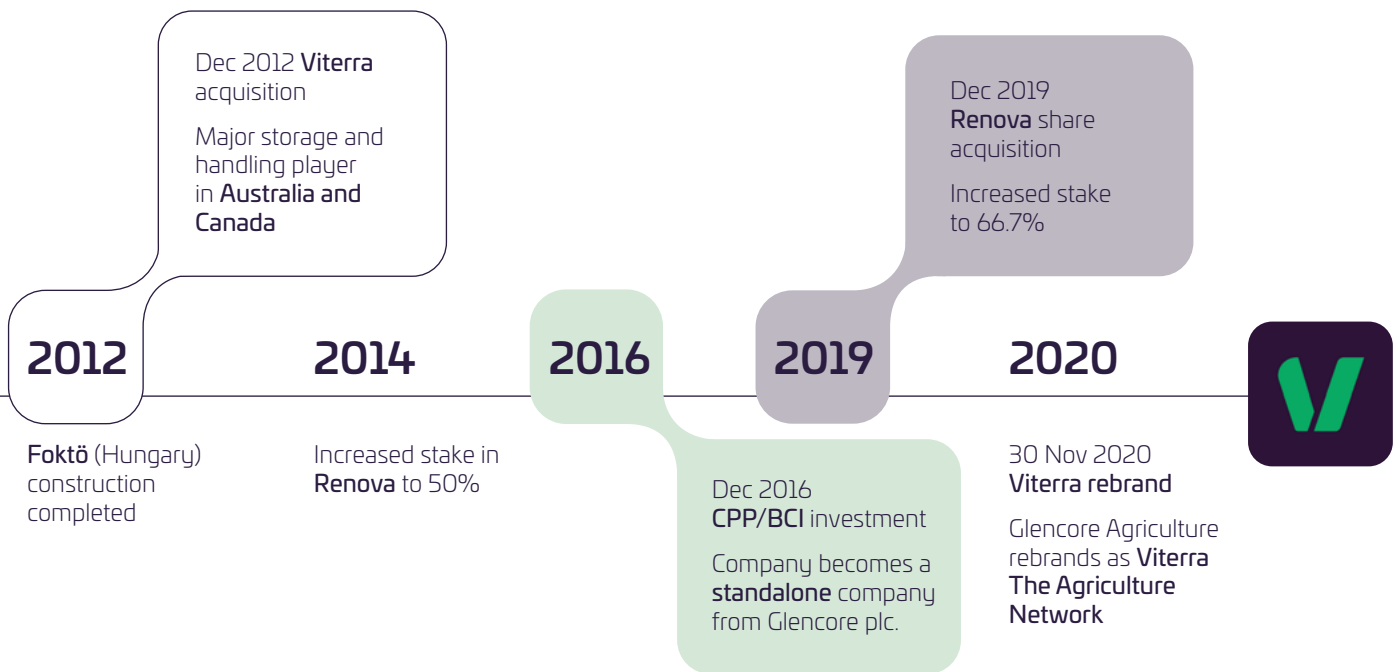 Dec 2012 Viterra
acquisition
Major storage and
handling player
in Australia and
Canada
2012
Foktö (Hungary)
construction
completed
2014
Increased stake in
Renova to 50%
2016
Dec 2016
CPP/BCI investment
Company becomes a
standalone company
from Glencore plc.
Dec 2019
Renova share
acquisition
Increased stake
to 66.7%
2019
2020
30 Nov 2020
Viterra rebrand
Glencore Agriculture
rebrands as Viterra
The Agriculture
Network